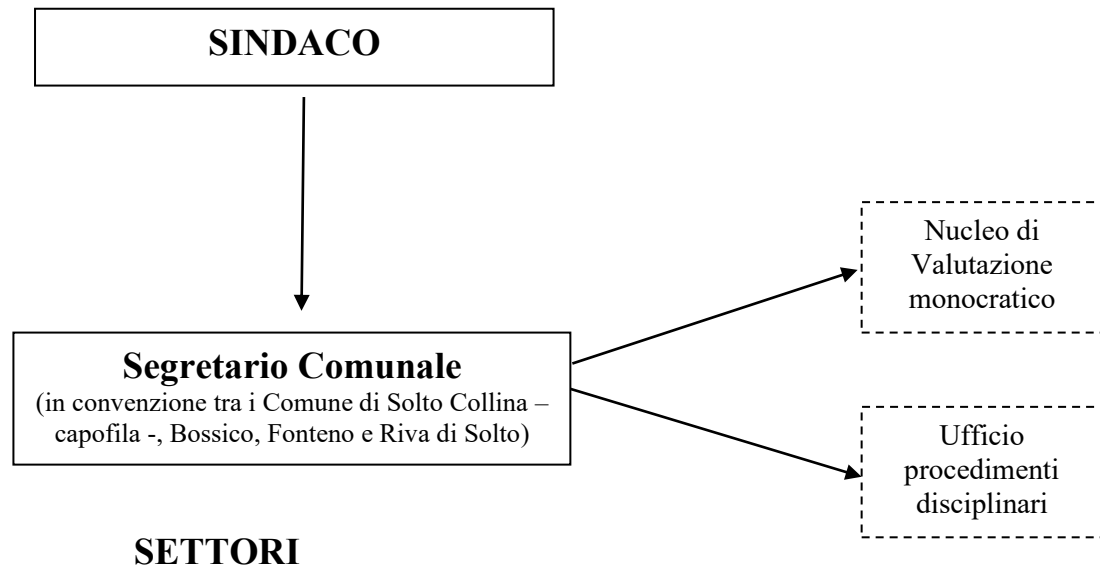 SINDACO
Nucleo di
Valutazione
monocratico
Segretario Comunale
(in convenzione tra i Comune di Solto Collina –
capofila -, Bossico, Fonteno e Riva di Solto)
Ufficio
procedimenti
disciplinari
SETTORI